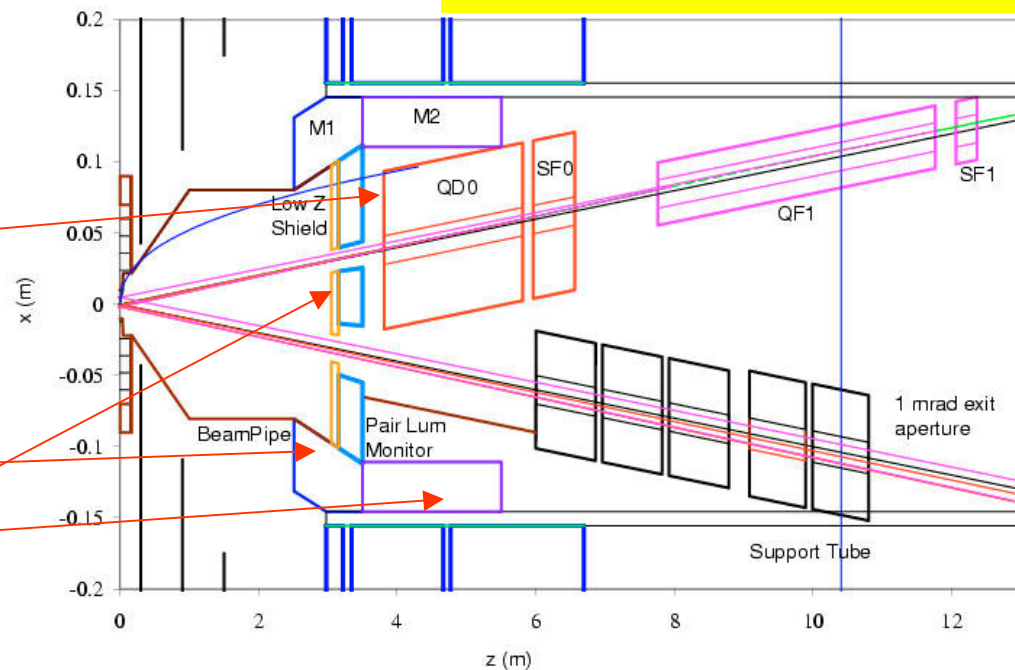 0.2
0.15
0.1
0.05
0
-0.05
-0.1
-0.15
-0.2
x (m)
M1
M2
QD0
SF0
SF1
QF1
Low Z
Shield
BeamPipe
Pair Lum
Monitor
1 mrad exit
aperture
Support Tube
0
2
4
6
8
10
12
z (m)